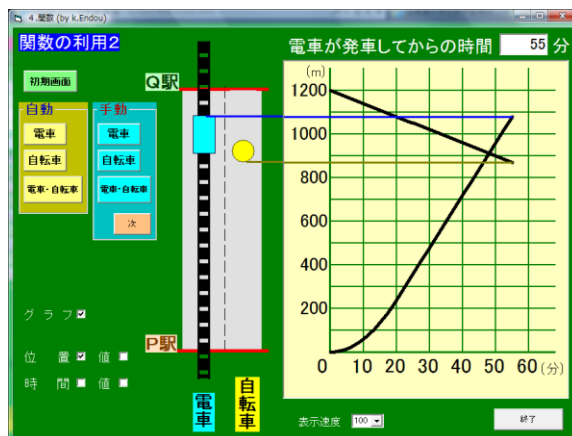 4.関数 (by k.Endou)
関数の利用2
初期画面
自動
電車
自転車
電車・自転車
手動
電車
自転車
電車・自転車
次
グラフ
位置 値
時間 値
Q駅
P駅
電車
自転車
電車が発車してからの時間 55 分
(m)
1200
1000
800
600
400
200
0 10 20 30 40 50 60 (分)
表示速度 100
終了